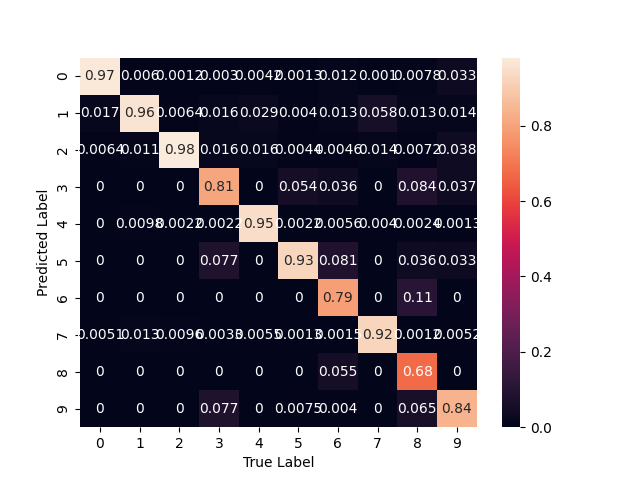 0 0.97 0.006 0.0012 0.003 0.0042 0.0013 0.012 0.001 0.0078 0.033
1 0.017 0.96 0.0064 0.016 0.029 0.004 0.013 0.058 0.013 0.014 0.8
2 0.0064 0.011 0.98 0.016 0.016 0.0044 0.0046 0.014 0.0072 0.038
3 0 0 0 0.81 0 0.054 0.036 0 0.084 0.037 0.6
4 0 0.0098 0.0022 0.0022 0.95 0.0022 0.0056 0.004 0.0024 0.0013
Predicted Label
5 0 0 0 0.077 0 0.93 0.081 0 0.036 0.033 0.4
6 0 0 0 0 0 0 0.79 0 0.11 0
7 0.0051 0.013 0.0096 0.0033 0.0055 0.0013 0.0015 0.92 0.0012 0.0052 0.2
8 0 0 0 0 0 0 0.055 0 0.68 0
9 0 0 0 0.077 0 0.0075 0.004 0 0.065 0.84
0.0
0 1 2 3 4 5 6 7 8 9
True Label